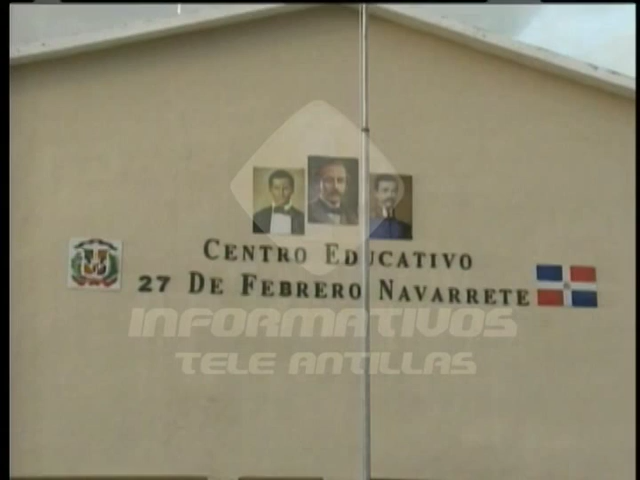 CENTRO EDUCATIVO
27 DE FEBRERO NAVARRETE
INFORMATIVOS
TELE ANTILLAS